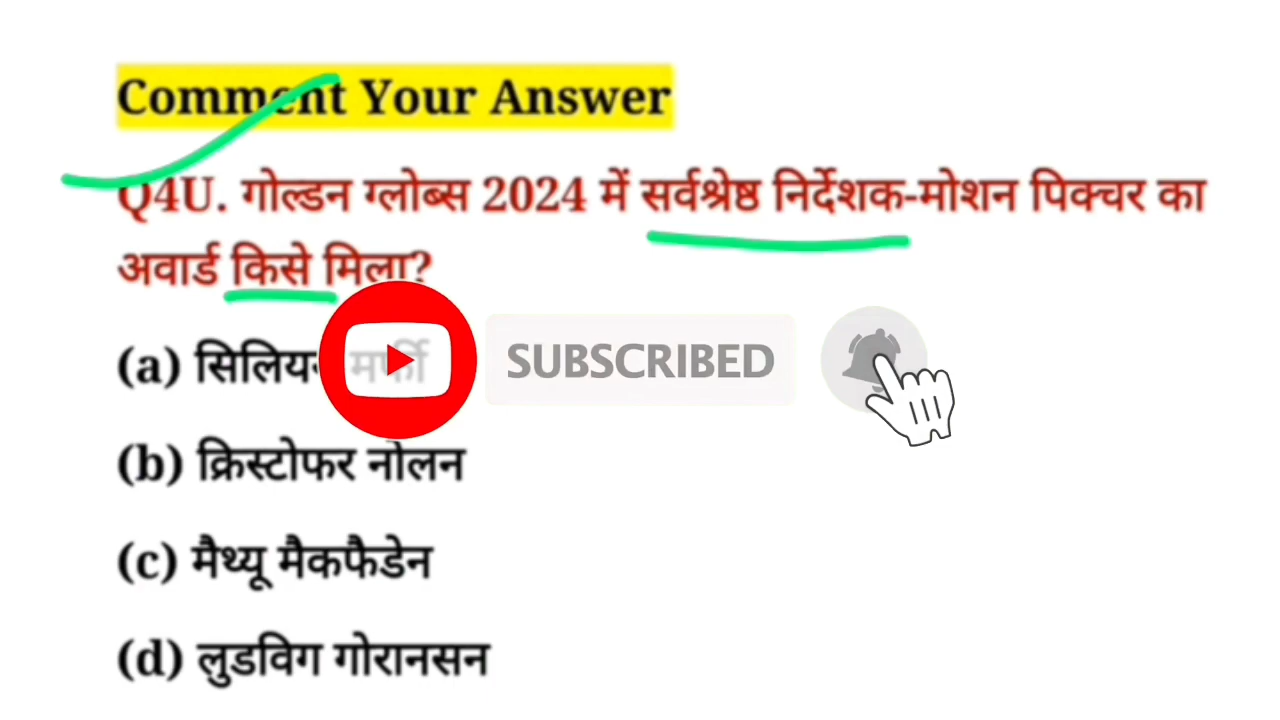 Comment Your Answer
Q4U. गोल्डन ग्लोब्स 2024 में सर्वश्रेष्ठ निर्देशक-मोशन पिक्चर का
अवार्ड किसे मिला?
(a) सिलियन मर्फी
SUBSCRIBED
(b) क्रिस्टोफर नोलन
(c) मैथ्यू मैकफैडेन
(d) लुडविग गोरानसन